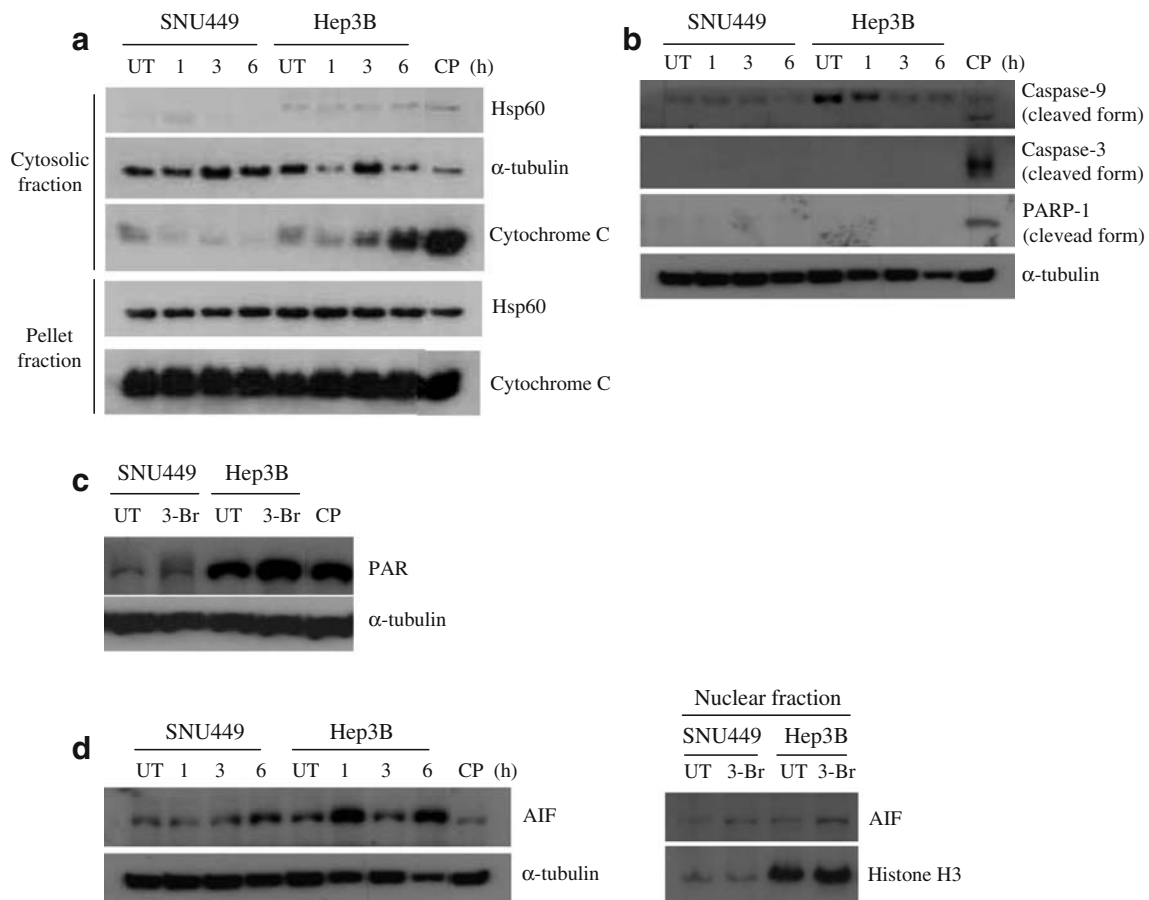 a
SNU449 Hep3B
UT 1 3 6 UT 1 3 6 CP (h)
Cytosolic
fraction
Hsp60
α-tubulin
Cytochrome C
Pellet
fraction
Hsp60
Cytochrome C
b
SNU449 Hep3B
UT 1 3 6 UT 1 3 6 CP (h)
Caspase-9
(cleaved form)
Caspase-3
(cleaved form)
PARP-1
(clevead form)
α-tubulin
c
SNU449 Hep3B
UT 3-Br UT 3-Br CP
PAR
α-tubulin
d
SNU449 Hep3B
UT 1 3 6 UT 1 3 6 CP (h)
AIF
α-tubulin
Nuclear fraction
SNU449 Hep3B
UT 3-Br UT 3-Br
AIF
Histone H3